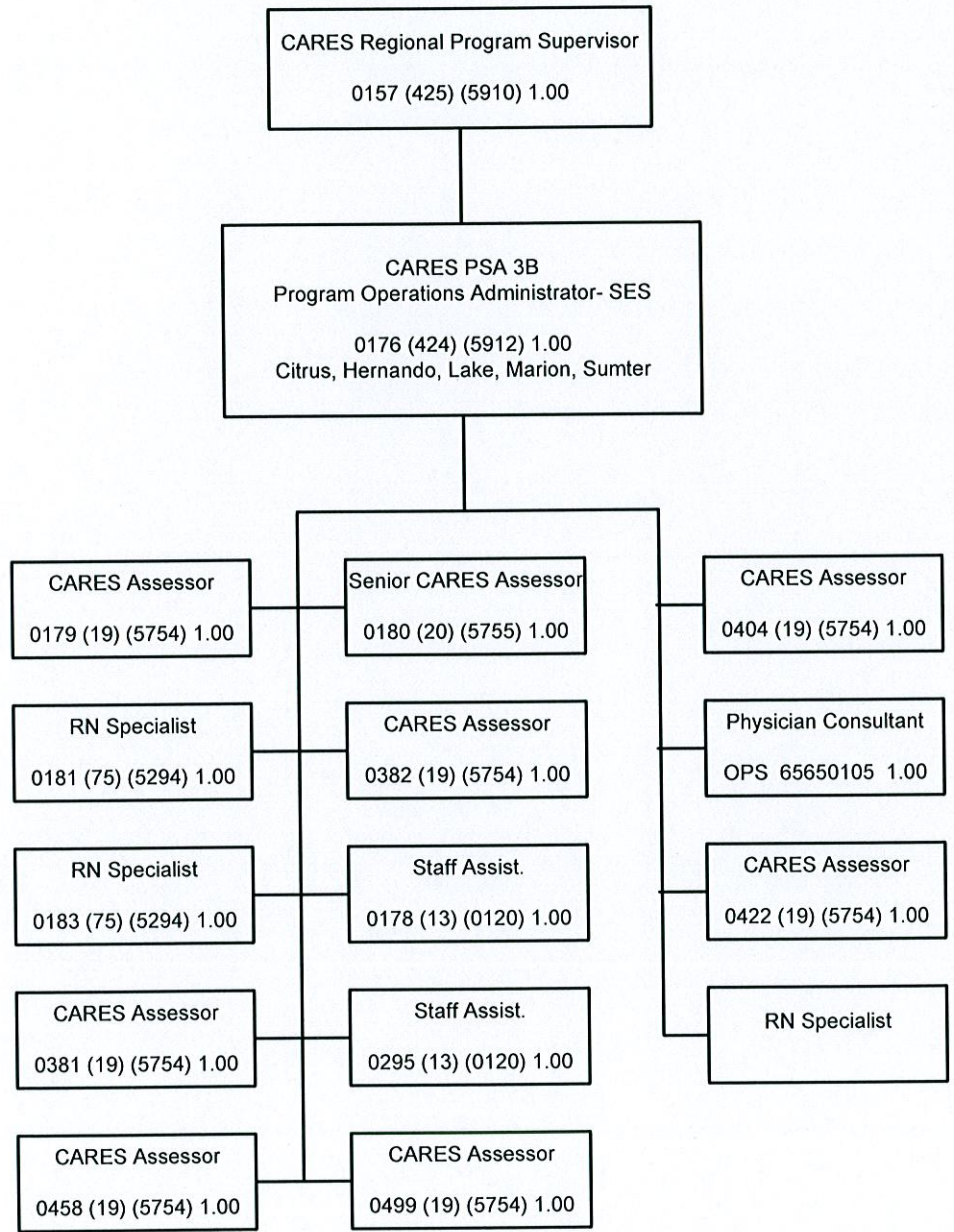 CARES Regional Program Supervisor
0157 (425) (5910) 1.00
CARES PSA 3B
Program Operations Administrator- SES
0176 (424) (5912) 1.00
Citrus, Hernando, Lake, Marion, Sumter
CARES Assessor
0179 (19) (5754) 1.00
Senior CARES Assessor
0180 (20) (5755) 1.00
CARES Assessor
0404 (19) (5754) 1.00
RN Specialist
0181 (75) (5294) 1.00
CARES Assessor
0382 (19) (5754) 1.00
Physician Consultant
OPS 65650105 1.00
RN Specialist
0183 (75) (5294) 1.00
Staff Assist.
0178 (13) (0120) 1.00
CARES Assessor
0422 (19) (5754) 1.00
CARES Assessor
0381 (19) (5754) 1.00
Staff Assist.
0295 (13) (0120) 1.00
RN Specialist
CARES Assessor
0458 (19) (5754) 1.00
CARES Assessor
0499 (19) (5754) 1.00